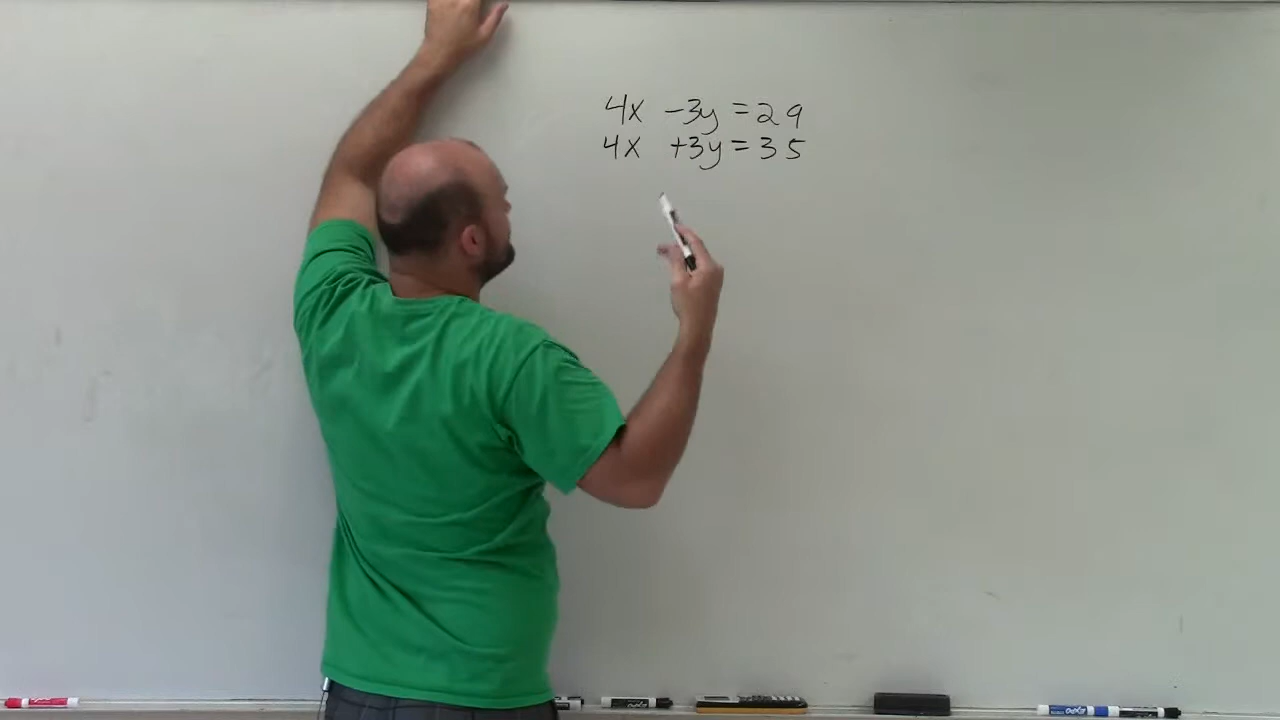 4x -3y = 29
4x +3y = 35